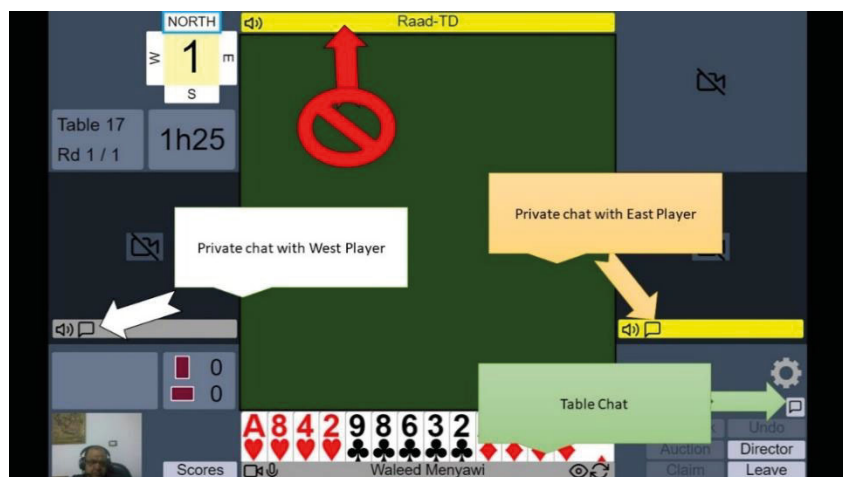 NORTH
Raad-TD
W
1
E
S
Table 17
Rd 1 / 1
1h25
Private chat with West Player
Private chat with East Player
0
0
Table Chat
A 8 4 2 9 8 6 3 2
Undo
Auction
Director
Scores
Waleed Menyawi
Claim
Leave